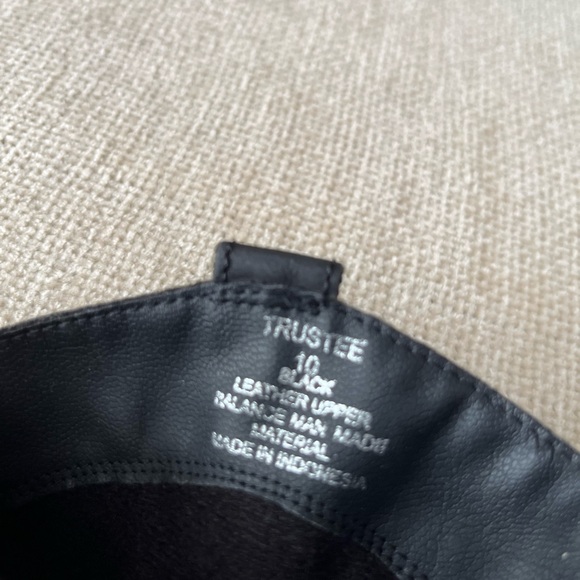 TRUSTEE
10
BLACK
LEATHER UPPER
BALANCE MAN MADE
MATERIAL
MADE IN INDONESIA